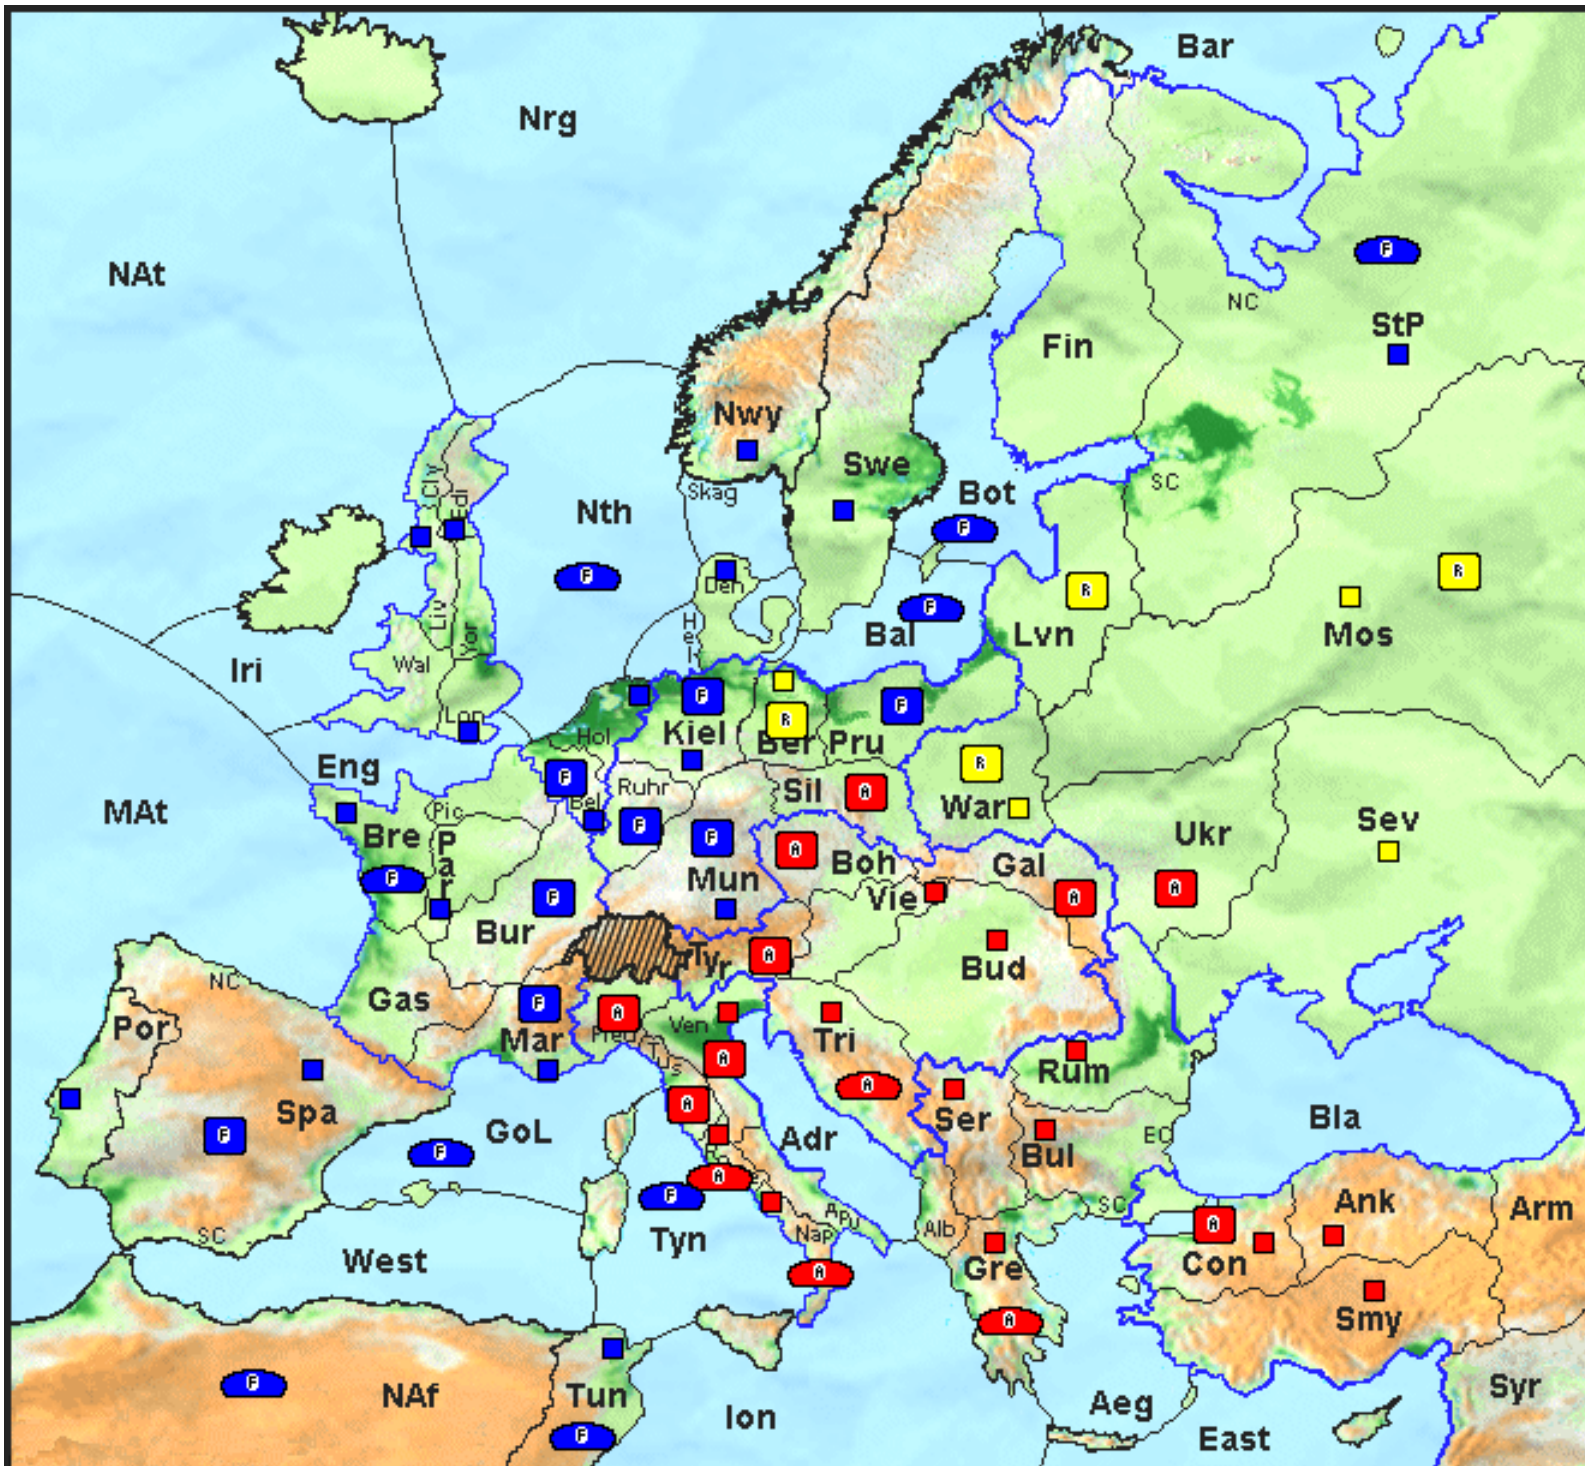 Bar
Nrg
NAt
F
NC
StP
Fin
Nwy
Swe
Cly
Edl
Skag
Bot
SC
Nth
F
F
Den
R
R
F
Hel
Bal
Lvn
Mos
Liv
Yor
Wal
Iri
Lon
F
F
R
Hol
Kiel
Ber
Pru
Eng
F
Ruhr
Sil
A
R
War
MAt
Pic
Bel
Bre
Par
F
F
A
Boh
Gal
Ukr
Sev
F
Mun
Vie
A
A
F
Bur
Tyr
A
Bud
NC
Gas
F
A
Por
Mar
Pied
Ven
Tri
Rum
Tus
A
A
Ser
Spa
F
GoL
A
Adr
Bul
EC
Bla
F
F
A
Tyn
SC
West
Apu
Nap
Alb
SC
A
Con
Ank
Arm
Gre
A
A
Smy
F
NAf
Tun
F
Ion
Aeg
East
Syr